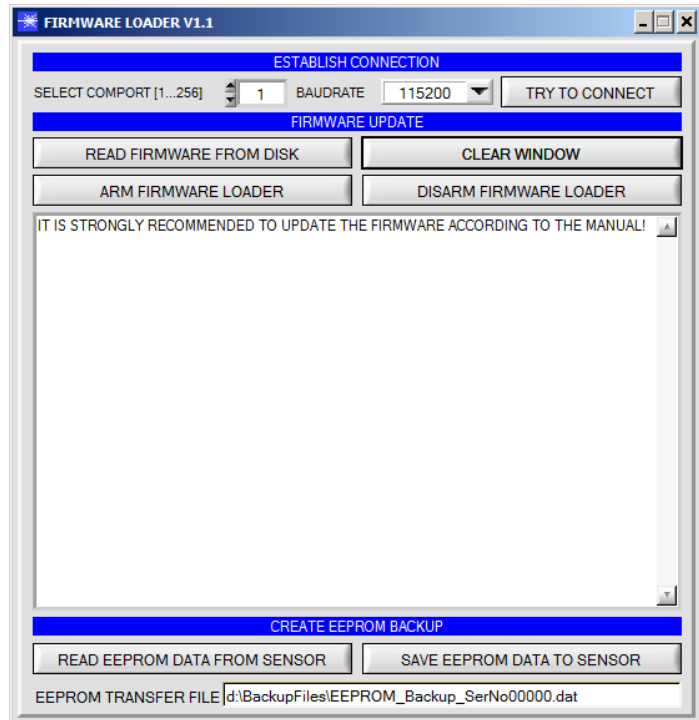 FIRMWARE LOADER V1.1
ESTABLISH CONNECTION
SELECT COMPORT [1...256] 1 BAUDRATE 115200 TRY TO CONNECT
FIRMWARE UPDATE
READ FIRMWARE FROM DISK CLEAR WINDOW
ARM FIRMWARE LOADER DISARM FIRMWARE LOADER
IT IS STRONGLY RECOMMENDED TO UPDATE THE FIRMWARE ACCORDING TO THE MANUAL!
CREATE EEPROM BACKUP
READ EEPROM DATA FROM SENSOR SAVE EEPROM DATA TO SENSOR
EEPROM TRANSFER FILE d:\BackupFiles\EEPROM_Backup_SerNo00000.dat